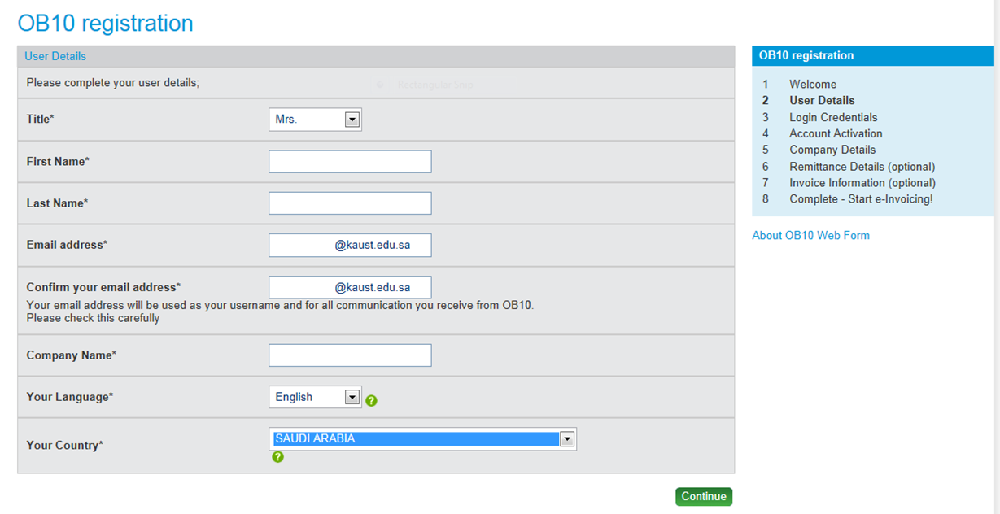 OB10 registration
User Details
Please complete your user details;
Rectangular Snip
Title*
Mrs.
First Name*
Last Name*
Email address*
@kaust.edu.sa
Confirm your email address*
@kaust.edu.sa
Your email address will be used as your username and for all communication you receive from OB10.
Please check this carefully
Company Name*
Your Language*
English
?
Your Country*
SAUDI ARABIA
?
Continue
OB10 registration
1 Welcome
2 User Details
3 Login Credentials
4 Account Activation
5 Company Details
6 Remittance Details (optional)
7 Invoice Information (optional)
8 Complete - Start e-Invoicing!
About OB10 Web Form